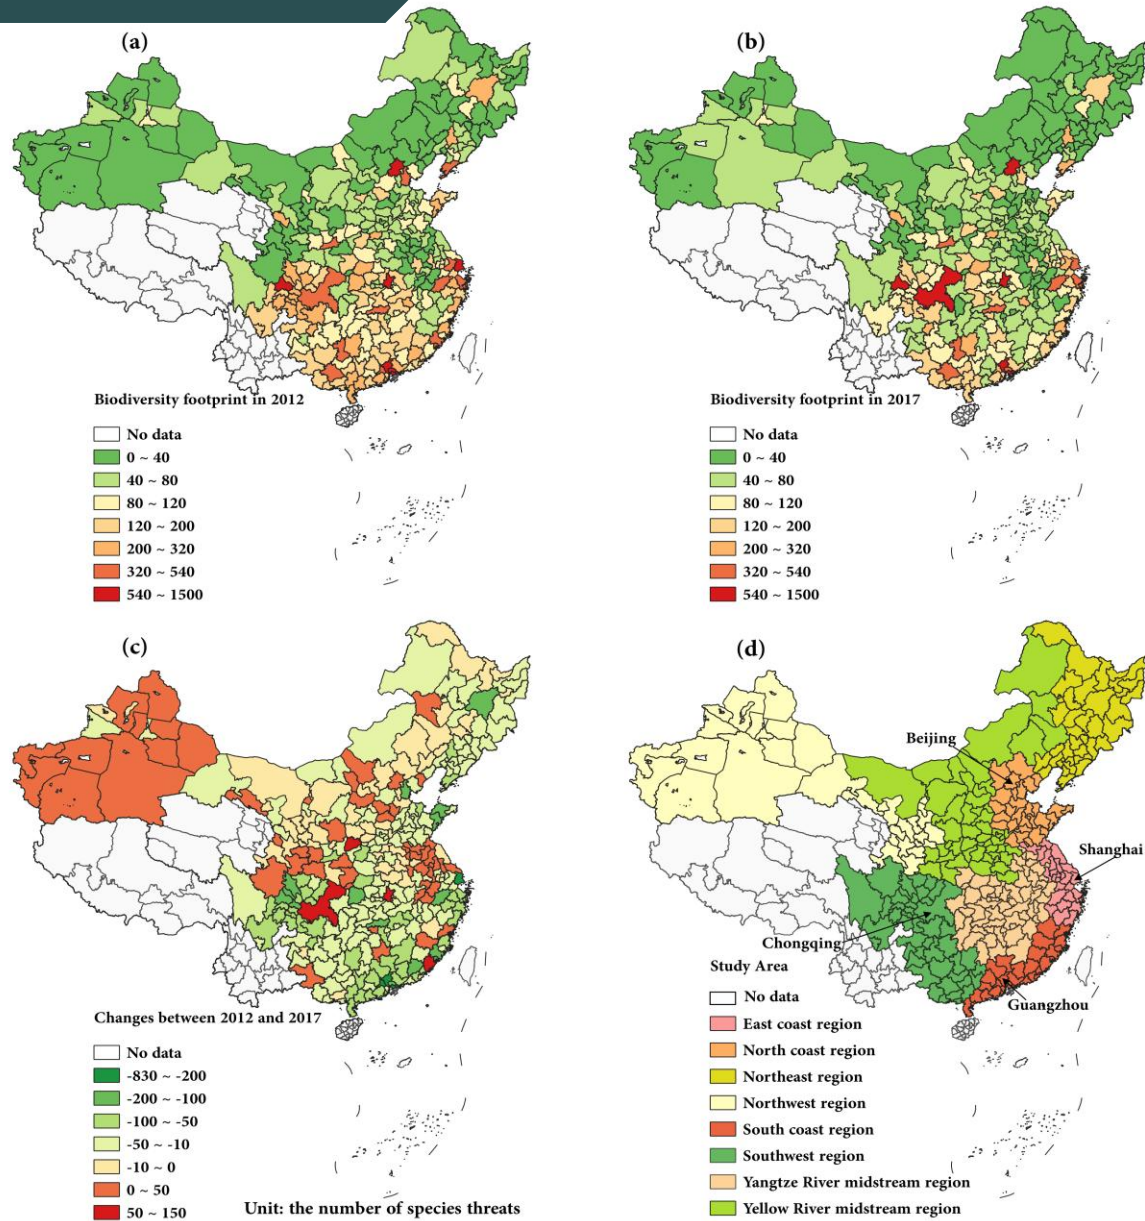 (a)
Biodiversity footprint in 2012
No data
0 ~ 40
40 ~ 80
80 ~ 120
120 ~ 200
200 ~ 320
320 ~ 540
540 ~ 1500
(b)
Biodiversity footprint in 2017
No data
0 ~ 40
40 ~ 80
80 ~ 120
120 ~ 200
200 ~ 320
320 ~ 540
540 ~ 1500
(c)
Changes between 2012 and 2017
No data
-830 ~ -200
-200 ~ -100
-100 ~ -50
-50 ~ -10
-10 ~ 0
0 ~ 50
50 ~ 150
Unit: the number of species threats
(d)
Beijing
Shanghai
Chongqing
Guangzhou
Study Area
No data
East coast region
North coast region
Northeast region
Northwest region
South coast region
Southwest region
Yangtze River midstream region
Yellow River midstream region